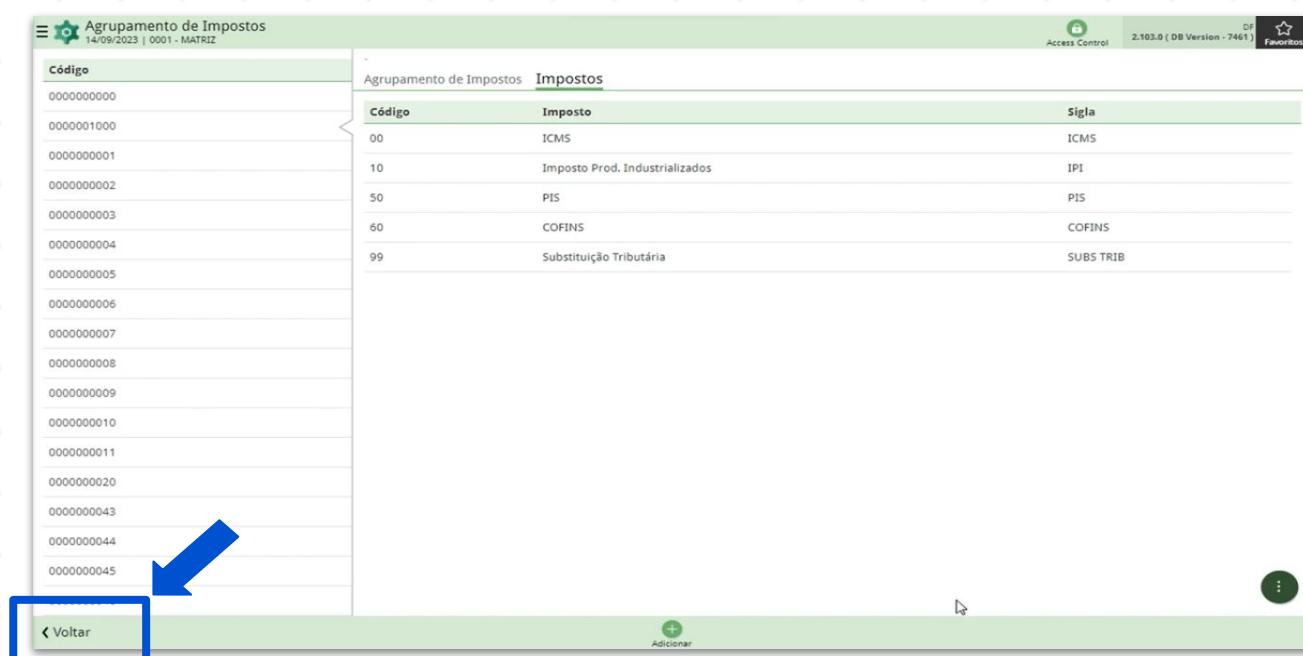 Agrupamento de Impostos
14/09/2023 | 0001 - MATRIZ
Access Control
DF
2.103.0 ( DB Version - 7461 )
Favoritos
Código
0000000000
0000001000
0000000001
0000000002
0000000003
0000000004
0000000005
0000000006
0000000007
0000000008
0000000009
0000000010
0000000011
0000000020
0000000043
0000000044
0000000045
Agrupamento de Impostos Impostos
Código Imposto Sigla
00 ICMS ICMS
10 Imposto Prod. Industrializados IPI
50 PIS PIS
60 COFINS COFINS
99 Substituição Tributária SUBS TRIB
Voltar
Adicionar